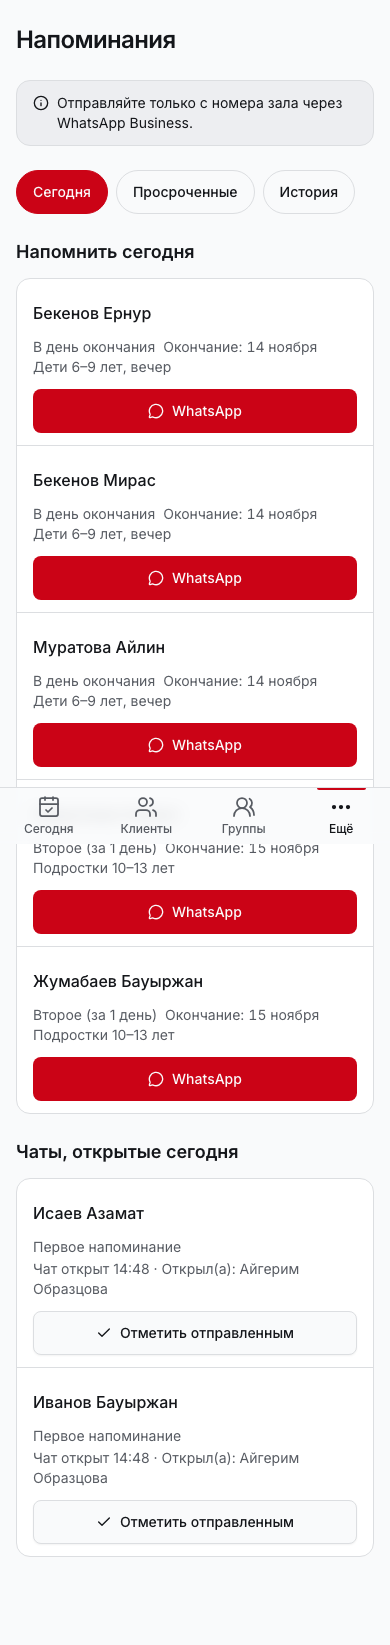 Напоминания
Отправляйте только с номера зала через
WhatsApp Business.
Сегодня
Просроченные
История
Напомнить сегодня
Бекенов Ернур
В день окончания Окончание: 14 ноября
Дети 6–9 лет, вечер
WhatsApp
Бекенов Мирас
В день окончания Окончание: 14 ноября
Дети 6–9 лет, вечер
WhatsApp
Муратова Айлин
В день окончания Окончание: 14 ноября
Дети 6–9 лет, вечер
WhatsApp
Сегодня
Клиенты
Группы
Ещё
Второе (за 1 день) Окончание: 15 ноября
Подростки 10–13 лет
WhatsApp
Жумабаев Бауыржан
Второе (за 1 день) Окончание: 15 ноября
Подростки 10–13 лет
WhatsApp
Чаты, открытые сегодня
Исаев Азамат
Первое напоминание
Чат открыт 14:48 · Открыл(а): Айгерим
Образцова
Отметить отправленным
Иванов Бауыржан
Первое напоминание
Чат открыт 14:48 · Открыл(а): Айгерим
Образцова
Отметить отправленным